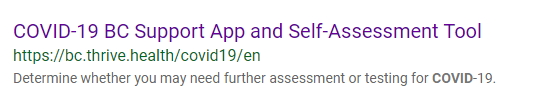 COVID-19 BC Support App and Self-Assessment Tool
https://bc.thrive.health/covid19/en
Determine whether you may need further assessment or testing for COVID-19.